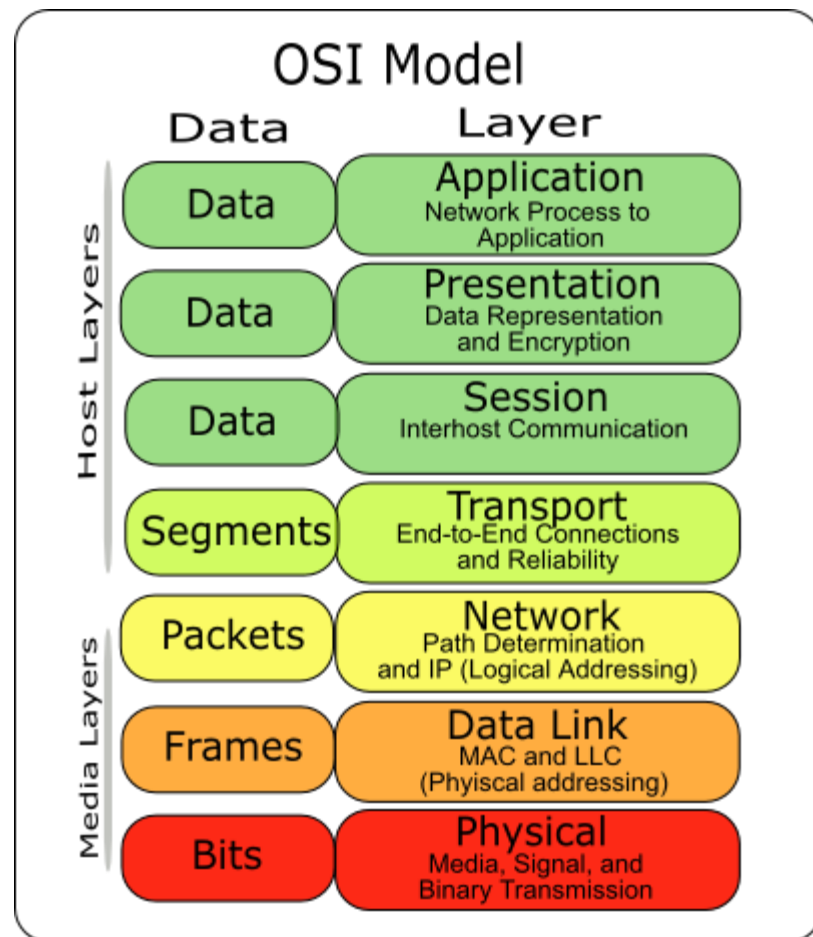 OSI Model
Data Layer
Host Layers
Data Application
Network Process to
Application
Data Presentation
Data Representation
and Encryption
Data Session
Interhost Communication
Segments Transport
End-to-End Connections
and Reliability
Media Layers
Packets Network
Path Determination
and IP (Logical Addressing)
Frames Data Link
MAC and LLC
(Phyiscal addressing)
Bits Physical
Media, Signal, and
Binary Transmission